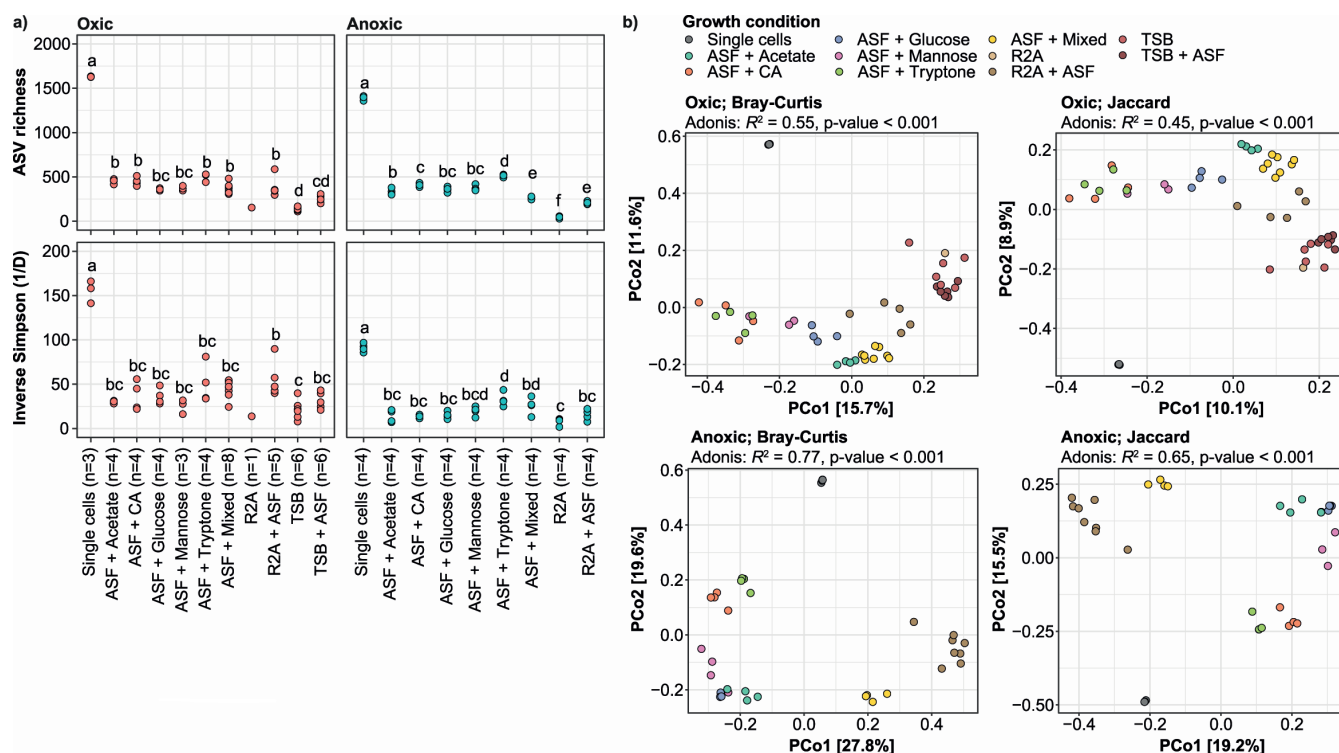 a)
Oxic
Anoxic
ASV richness
2000
1500
1000
500
0
a
b
b
bc
bc
b
b
b
d
cd
a
b
c
bc
bc
d
e
f
e
Inverse Simpson (1/D)
200
150
100
50
0
a
bc
bc
bc
bc
bc
bc
b
c
bc
a
bc
bc
bc
bcd
d
bd
c
bc
Single cells (n=3)
ASF + Acetate (n=4)
ASF + CA (n=4)
ASF + Glucose (n=4)
ASF + Mannose (n=3)
ASF + Tryptone (n=4)
ASF + Mixed (n=8)
R2A (n=1)
R2A + ASF (n=5)
TSB (n=6)
TSB + ASF (n=6)
Single cells (n=4)
ASF + Acetate (n=4)
ASF + CA (n=4)
ASF + Glucose (n=4)
ASF + Mannose (n=4)
ASF + Tryptone (n=4)
ASF + Mixed (n=4)
R2A (n=4)
R2A + ASF (n=4)
b)
Growth condition
Single cells
ASF + Acetate
ASF + CA
ASF + Glucose
ASF + Mannose
ASF + Tryptone
ASF + Mixed
R2A
R2A + ASF
TSB
TSB + ASF
Oxic; Bray-Curtis
Adonis: R² = 0.55, p-value < 0.001
PCo2 [11.6%]
0.6
0.4
0.2
0.0
−0.2
−0.4
−0.2
0.0
0.2
PCo1 [15.7%]
Oxic; Jaccard
Adonis: R² = 0.45, p-value < 0.001
PCo2 [8.9%]
0.2
0.0
−0.2
−0.4
−0.4
−0.2
0.0
0.2
PCo1 [10.1%]
Anoxic; Bray-Curtis
Adonis: R² = 0.77, p-value < 0.001
PCo2 [19.6%]
0.6
0.4
0.2
0.0
−0.2
−0.2
0.0
0.2
0.4
PCo1 [27.8%]
Anoxic; Jaccard
Adonis: R² = 0.65, p-value < 0.001
PCo2 [15.5%]
0.25
0.00
−0.25
−0.50
−0.4
−0.2
0.0
0.2
PCo1 [19.2%]